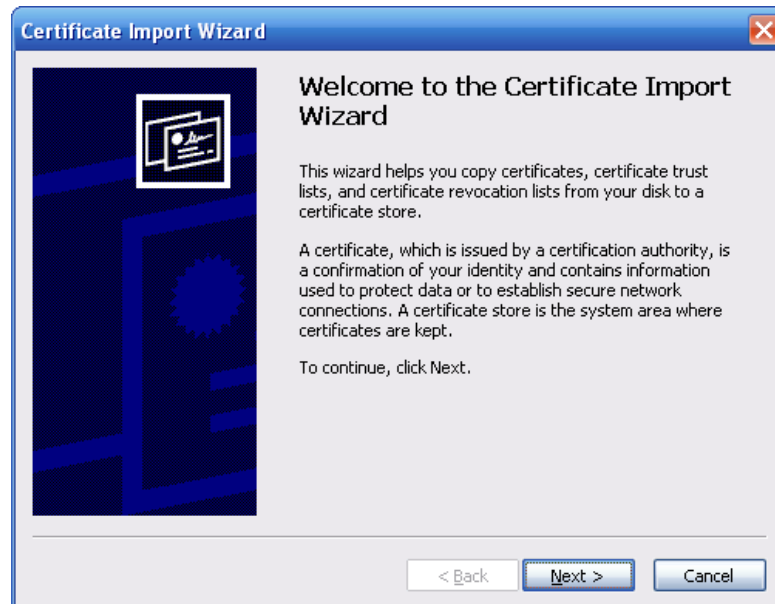 Certificate Import Wizard
Welcome to the Certificate Import
Wizard
This wizard helps you copy certificates, certificate trust
lists, and certificate revocation lists from your disk to a
certificate store.
A certificate, which is issued by a certification authority, is
a confirmation of your identity and contains information
used to protect data or to establish secure network
connections. A certificate store is the system area where
certificates are kept.
To continue, click Next.
< Back Next > Cancel